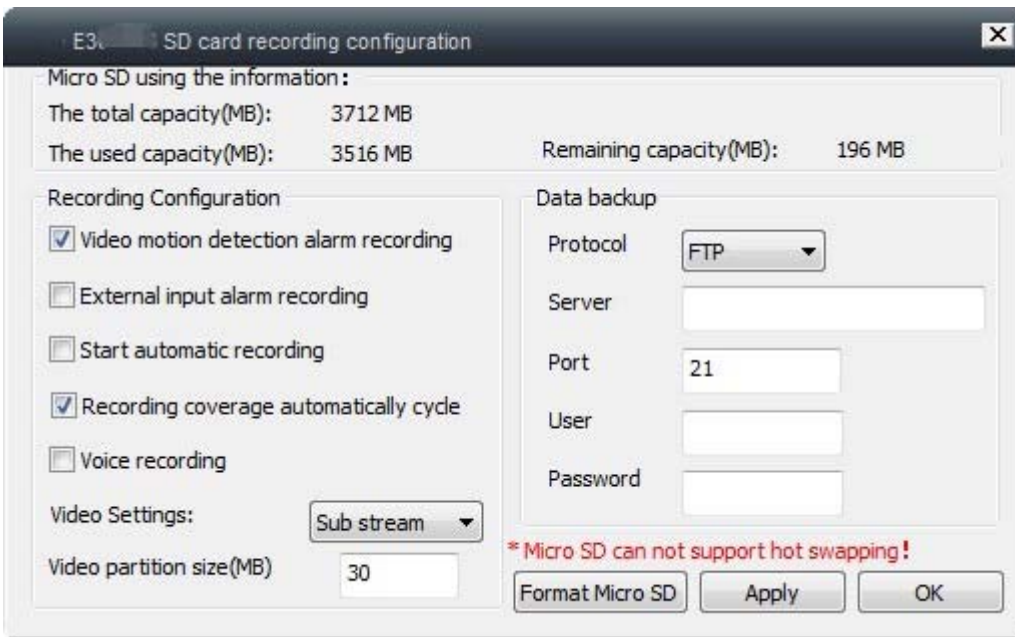 SD card recording configuration
Micro SD using the information:
The total capacity(MB): 3712 MB
The used capacity(MB): 3516 MB Remaining capacity(MB): 196 MB
Recording Configuration
Video motion detection alarm recording
External input alarm recording
Start automatic recording
Recording coverage automatically cycle
Voice recording
Video Settings: Sub stream
Video partition size(MB) 30
Data backup
Protocol FTP
Server
Port 21
User
Password
*Micro SD can not support hot swapping!
Format Micro SD Apply OK